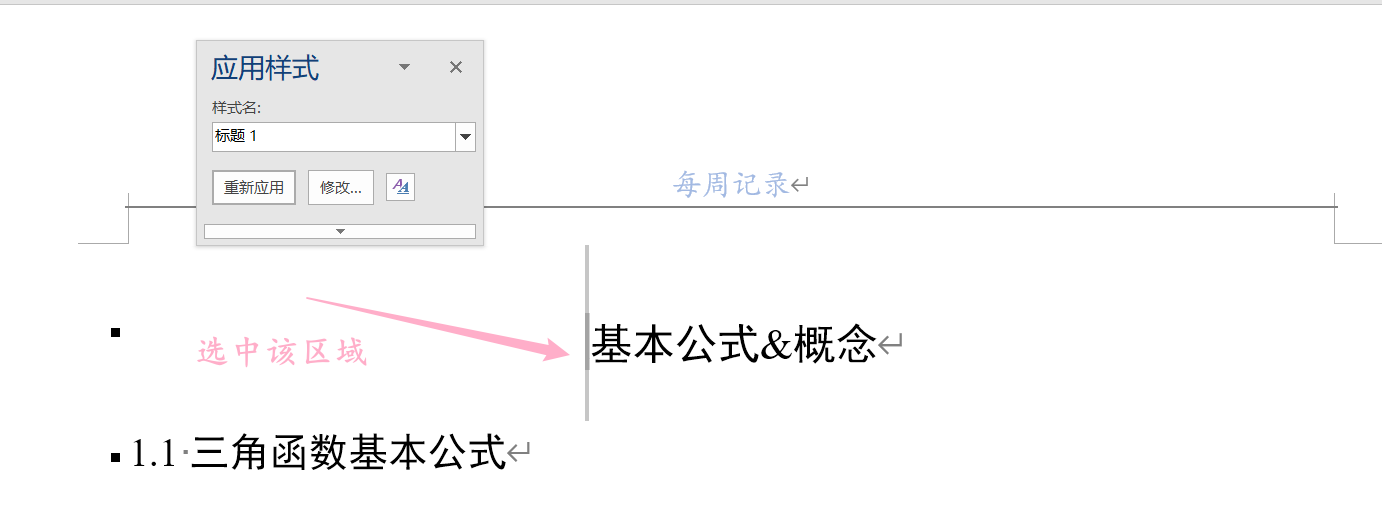 应用样式
样式名:
标题 1
重新应用 修改...
每周记录
选中该区域
基本公式&概念
1.1 三角函数基本公式